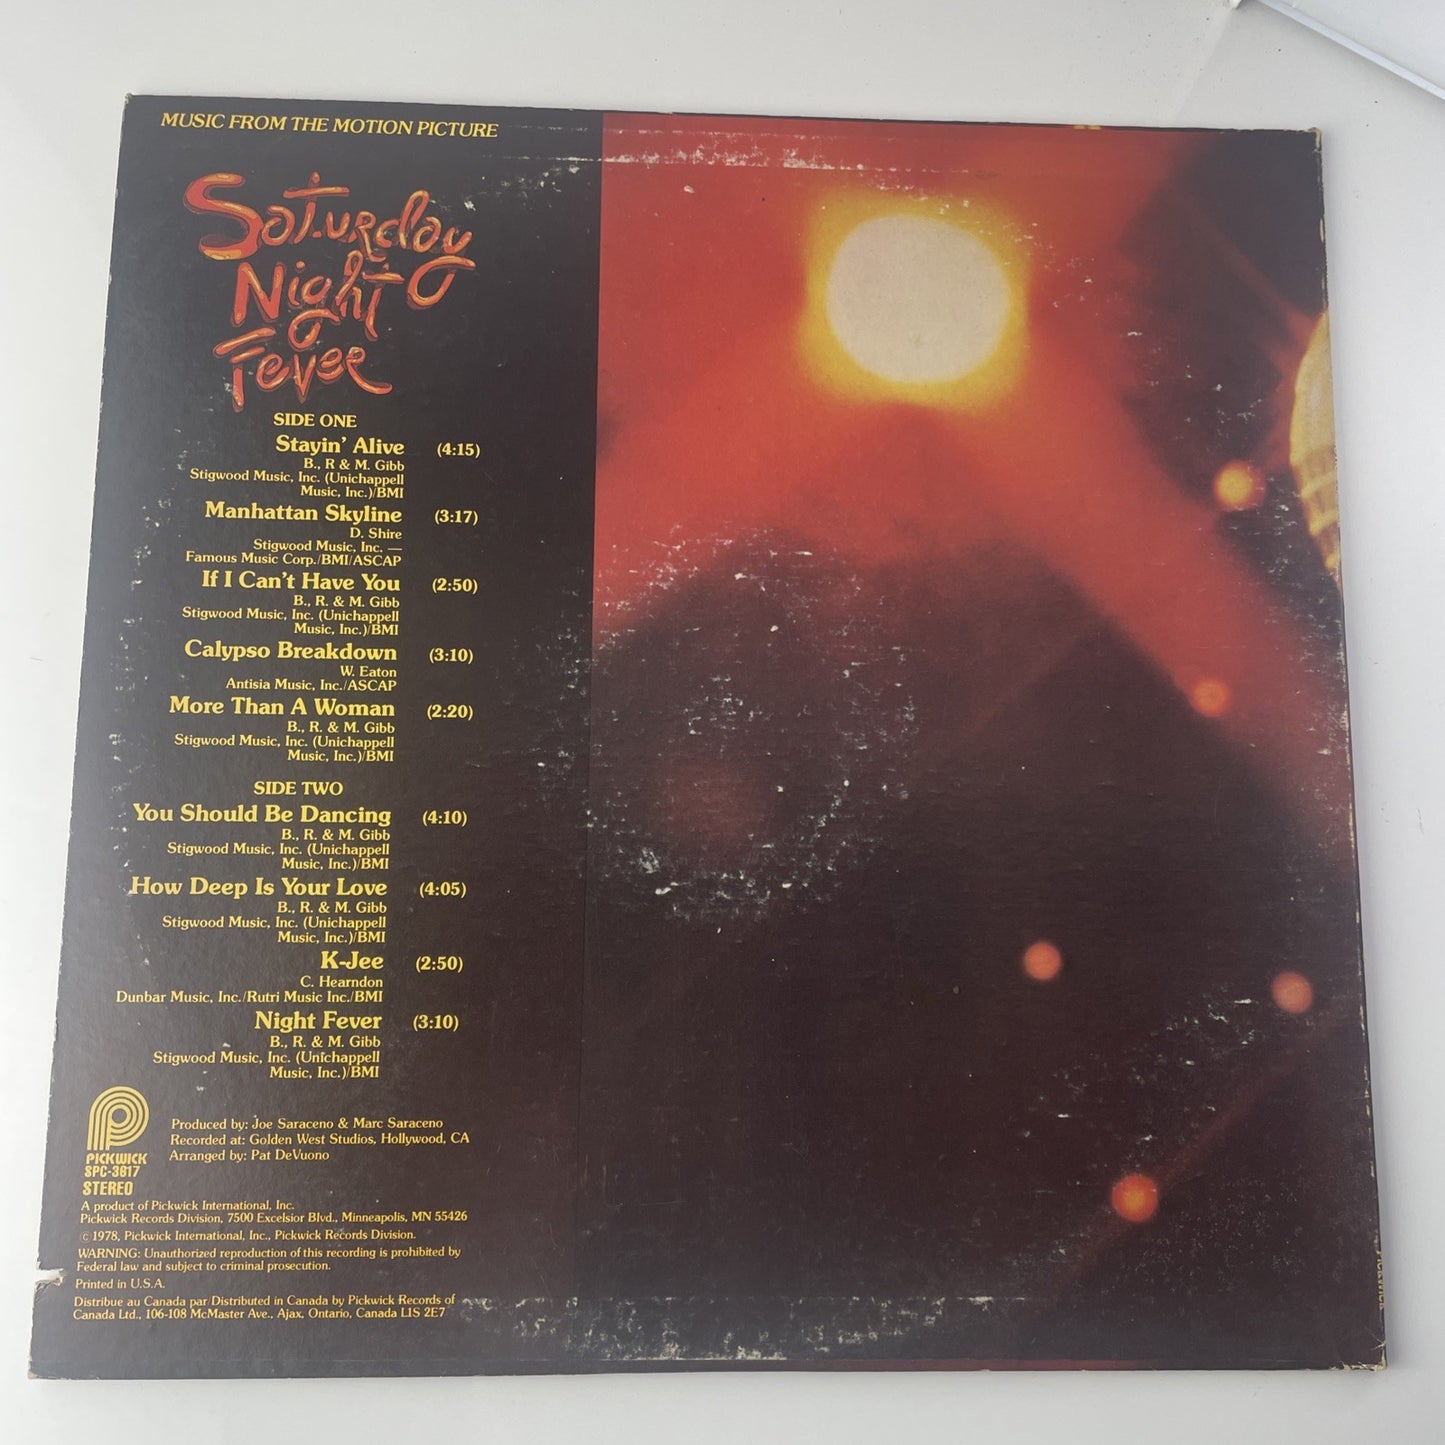 MUSIC FROM THE MOTION PICTURE
Saturday
Night
Fever
SIDE ONE
Stayin' Alive (4:15)
B., R & M. Gibb
Stigwood Music, Inc. (Unichappell
Music, Inc.)/BMI
Manhattan Skyline (3:17)
D. Shire
Stigwood Music, Inc. —
Famous Music Corp./BMI/ASCAP
If I Can't Have You (2:50)
B., R. & M. Gibb
Stigwood Music, Inc. (Unichappell
Music, Inc.)/BMI
Calypso Breakdown (3:10)
W. Eaton
Antisia Music, Inc./ASCAP
More Than A Woman (2:20)
B., R. & M. Gibb
Stigwood Music, Inc. (Unichappell
Music, Inc.)/BMI
SIDE TWO
You Should Be Dancing (4:10)
B., R. & M. Gibb
Stigwood Music, Inc. (Unichappell
Music, Inc.)/BMI
How Deep Is Your Love (4:05)
B., R. & M. Gibb
Stigwood Music, Inc. (Unichappell
Music, Inc.)/BMI
K-Jee (2:50)
C. Hearndon
Dunbar Music, Inc./Rutri Music Inc./BMI
Night Fever (3:10)
B., R. & M. Gibb
Stigwood Music, Inc. (Unichappell
Music, Inc.)/BMI
P
PICKWICK
SPC-3617
STEREO
Produced by: Joe Saraceno & Marc Saraceno
Recorded at: Golden West Studios, Hollywood, CA
Arranged by: Pat DeVuono
A product of Pickwick International, Inc.
Pickwick Records Division, 7500 Excelsior Blvd., Minneapolis, MN 55426
© 1978, Pickwick International, Inc., Pickwick Records Division.
WARNING: Unauthorized reproduction of this recording is prohibited by
Federal law and subject to criminal prosecution.
Printed in U.S.A.
Distribue au Canada par Distributed in Canada by Pickwick Records of
Canada Ltd., 106-108 McMaster Ave., Ajax, Ontario, Canada L1S 2E7
PICKWICK